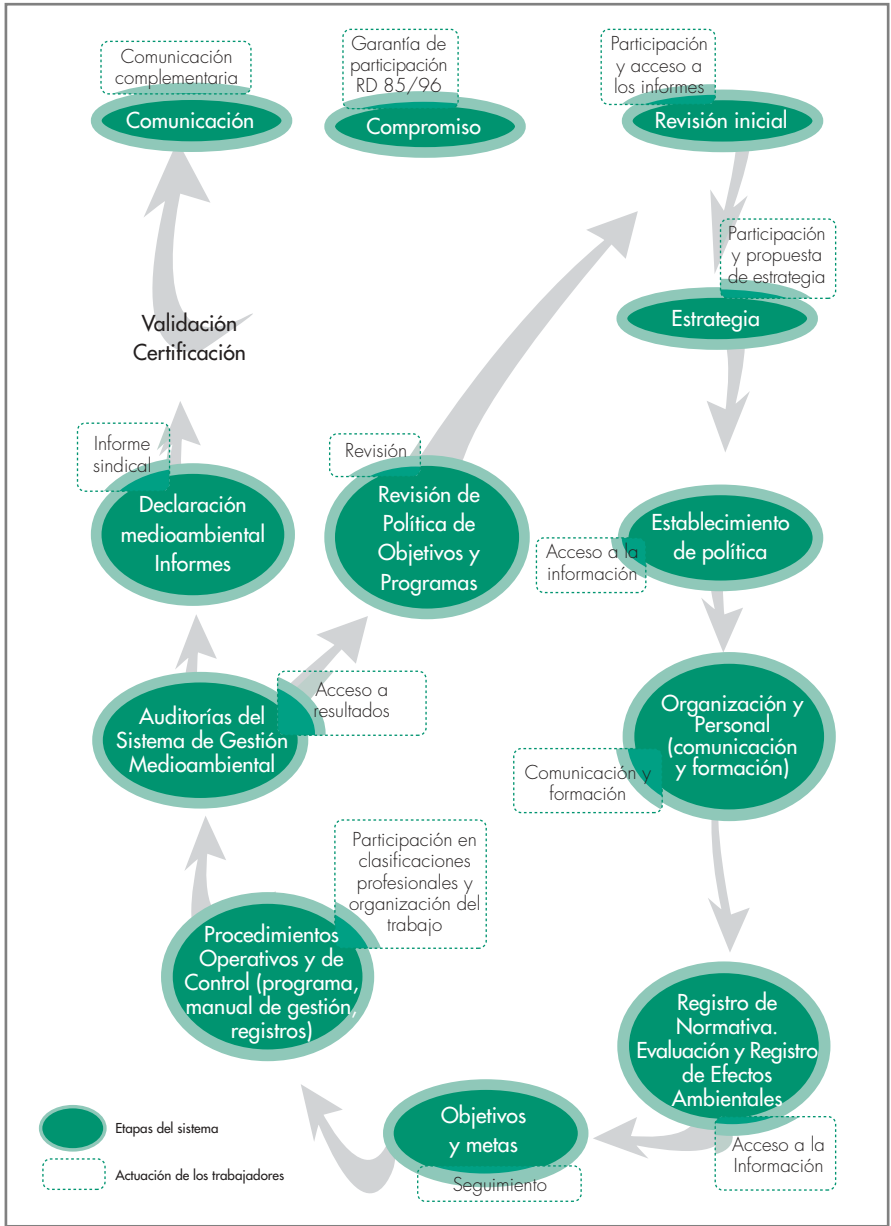 Comunicación
complementaria
Comunicación
Garantía de
participación
RD 85/96
Compromiso
Participación
y acceso a
los informes
Revisión inicial
Participación
y propuesta
de estrategia
Estrategia
Validación
Certificación
Informe
sindical
Declaración
medioambiental
Informes
Revisión
Revisión de
Política de
Objetivos y
Programas
Establecimiento
de política
Acceso a la
información
Auditorías del
Sistema de Gestión
Medioambiental
Acceso a
resultados
Organización y
Personal
(comunicación
y formación)
Comunicación y
formación
Participación en
clasificaciones
profesionales y
organización del
trabajo
Procedimientos
Operativos y de
Control (programa,
manual de gestión,
registros)
Registro de
Normativa.
Evaluación y Registro
de Efectos
Ambientales
Acceso a la
Información
Objetivos
y metas
Seguimiento
Etapas del sistema
Actuación de los trabajadores